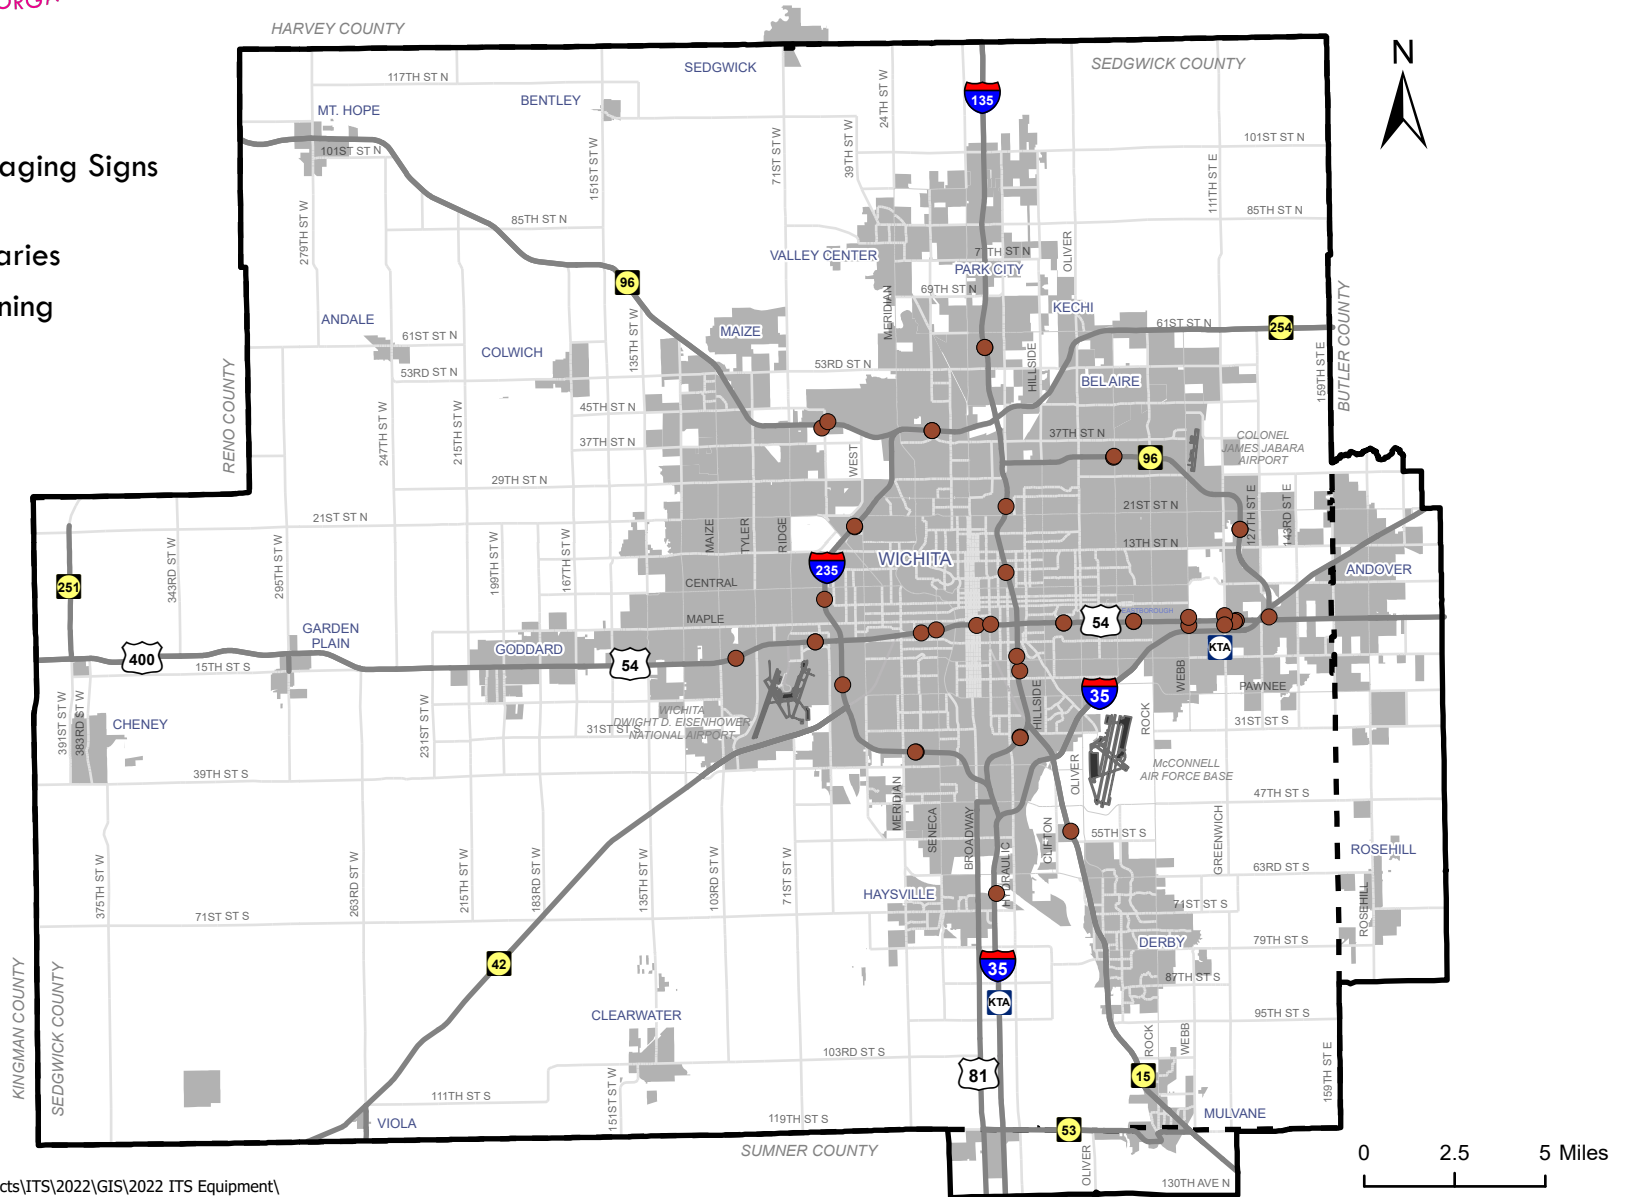 ORGA
HARVEY COUNTY
SEDGWICK
SEDGWICK COUNTY
N
117TH ST N
BENTLEY
MT. HOPE
135
24TH ST W
101ST ST N
101ST ST N
151ST ST W
71ST ST W
39TH ST W
111TH ST E
aging Signs
279TH ST W
85TH ST N
85TH ST N
VALLEY CENTER
77TH ST N
OLIVER
PARK CITY
aries
96
69TH ST N
MERIDIAN
KECHI
ning
ANDALE
61ST ST N
COLWICH
135TH ST W
MAIZE
61ST ST N
254
BUTLER COUNTY
159TH ST E
53RD ST N
53RD ST N
HILLSIDE
BEL AIRE
RENO COUNTY
247TH ST W
215TH ST W
45TH ST N
37TH ST N
WEST
37TH ST N
96
COLONEL
JAMES JABARA
AIRPORT
29TH ST N
21ST ST N
21ST ST N
127TH ST E
143RD ST E
MAIZE
TYLER
RIDGE
13TH ST N
WICHITA
235
251
343RD ST W
295TH ST W
199TH ST W
167TH ST W
CENTRAL
ANDOVER
MAPLE
EASTBOROUGH
54
GARDEN
PLAIN
GODDARD
400
54
KTA
15TH ST S
391ST ST W
383RD ST W
CHENEY
231ST ST W
WICHITA
DWIGHT D. EISENHOWER
NATIONAL AIRPORT
31ST ST S
HILLSIDE
35
WEBB
PAWNEE
ROCK
31ST ST S
39TH ST S
OLIVER
McCONNELL
AIR FORCE BASE
47TH ST S
MERIDIAN
SENECA
BROADWAY
HYDRAULIC
CLIFTON
55TH ST S
GREENWICH
ROSEHILL
63RD ST S
375TH ST W
263RD ST W
215TH ST W
183RD ST W
135TH ST W
103RD ST W
71ST ST W
HAYSVILLE
71ST ST S
71ST ST S
ROSEHILL
DERBY
79TH ST S
42
35
87TH ST S
KTA
KINGMAN COUNTY
SEDGWICK COUNTY
CLEARWATER
95TH ST S
ROCK
WEBB
103RD ST S
81
15
159TH ST E
111TH ST S
151ST ST W
VIOLA
119TH ST S
53
MULVANE
SUMNER COUNTY
OLIVER
130TH AVE N
0 2.5 5 Miles
cts\ITS\2022\GIS\2022 ITS Equipment\